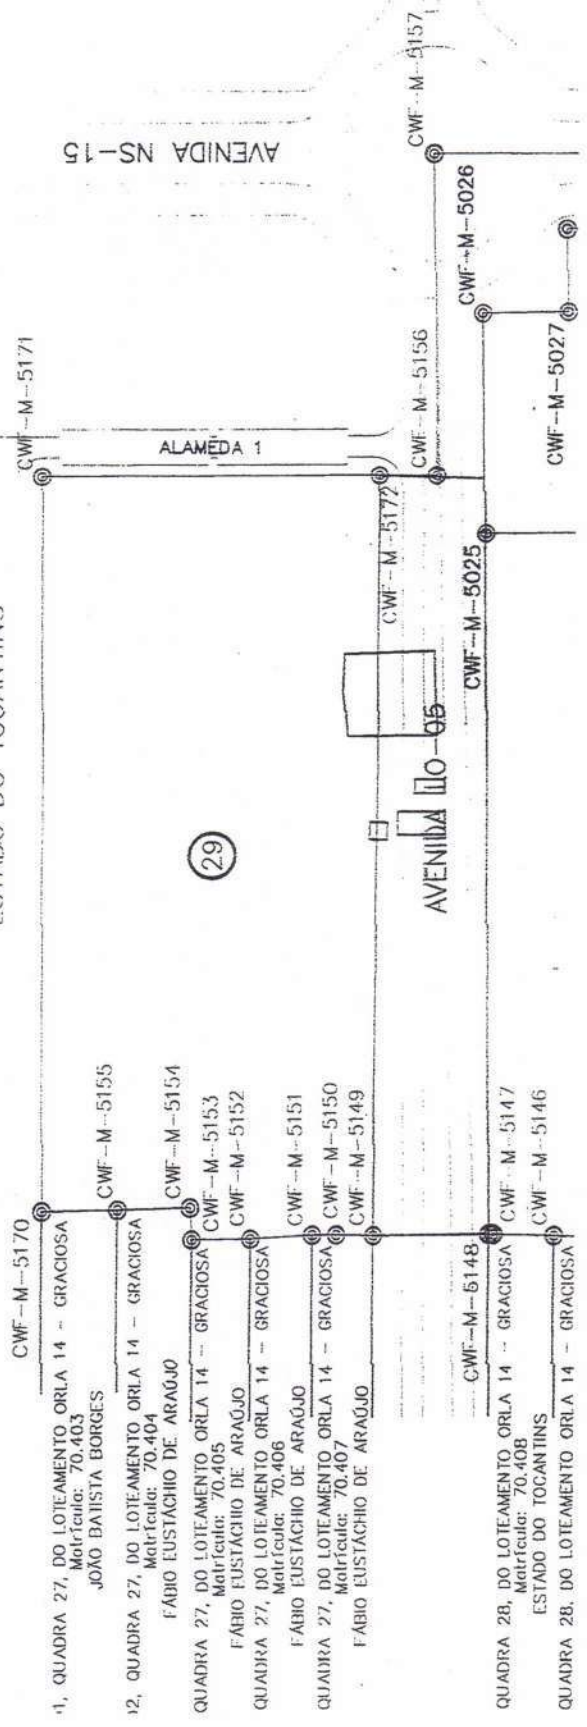 CWF-M-5170
1, QUADRA 27, DO LOTEAMENTO ORLA 14 - GRACIOSA
Matrícula: 70.403
JOÃO BATISTA BORGES
CWF-M-5155
2, QUADRA 27, DO LOTEAMENTO ORLA 14 - GRACIOSA
Matrícula: 70.404
FÁBIO EUSTÁCHIO DE ARAÚJO
CWF-M-5154
QUADRA 27, DO LOTEAMENTO ORLA 14 - GRACIOSA
Matrícula: 70.405
FÁBIO EUSTÁCHIO DE ARAÚJO
CWF-M-5153
CWF-M-5152
QUADRA 27, DO LOTEAMENTO ORLA 14 - GRACIOSA
Matrícula: 70.406
FÁBIO EUSTÁCHIO DE ARAÚJO
CWF-M-5151
QUADRA 27, DO LOTEAMENTO ORLA 14 - GRACIOSA
Matrícula: 70.407
FÁBIO EUSTÁCHIO DE ARAÚJO
CWF-M-5150
CWF-M-5149
CWF-M-5148
QUADRA 28, DO LOTEAMENTO ORLA 14 - GRACIOSA
Matrícula: 70.408
ESTADO DO TOCANTINS
CWF-M-5147
CWF-M-5146
QUADRA 28, DO LOTEAMENTO ORLA 14 - GRACIOSA
29
AVENIDA LO-05
CWF-M-5171
ALAMEDA 1
CWF-M-5172
CWF-M-5156
CWF-M-5025
AVENIDA NS-15
CWF-M-5157
CWF-M-5026
CWF-M-5027